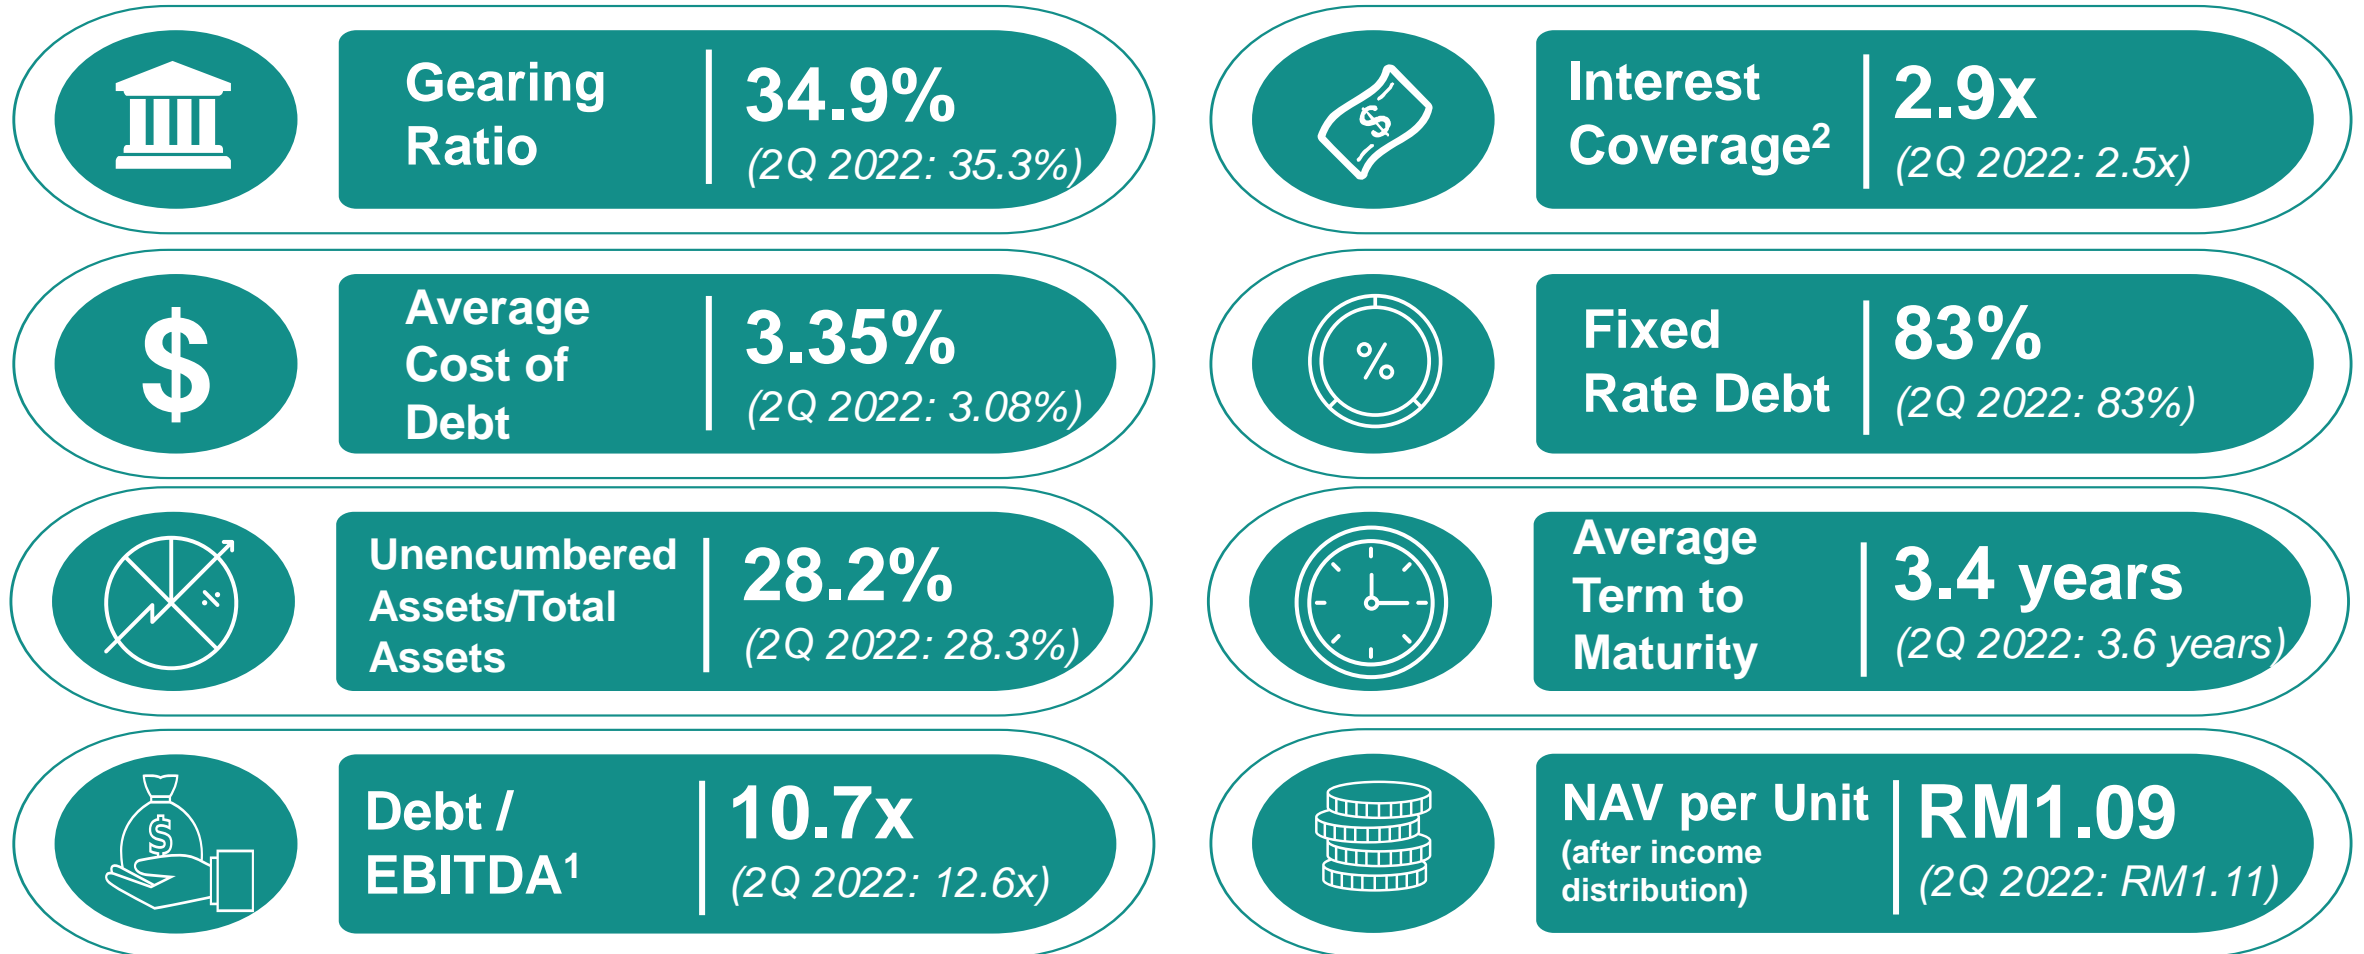 Gearing
Ratio
34.9%
(2Q 2022: 35.3%)
Interest
Coverage²
2.9x
(2Q 2022: 2.5x)
$
Average
Cost of
Debt
3.35%
(2Q 2022: 3.08%)
%
Fixed
Rate Debt
83%
(2Q 2022: 83%)
Unencumbered
Assets/Total
Assets
28.2%
(2Q 2022: 28.3%)
Average
Term to
Maturity
3.4 years
(2Q 2022: 3.6 years)
$
Debt /
EBITDA¹
10.7x
(2Q 2022: 12.6x)
NAV per Unit
(after income
distribution)
RM1.09
(2Q 2022: RM1.11)